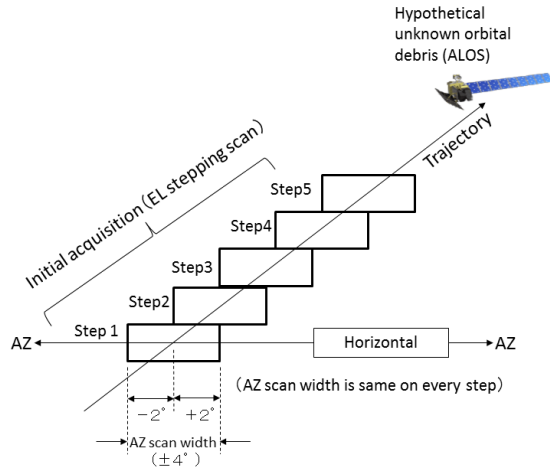 Hypothetical
unknown orbital
debris (ALOS)
Trajectory
Initial acquisition(EL stepping scan)
Step5
Step4
Step3
Step2
Step 1
AZ
Horizontal
AZ
(AZ scan width is same on every step)
−2°
+2°
AZ scan width
(±4°)